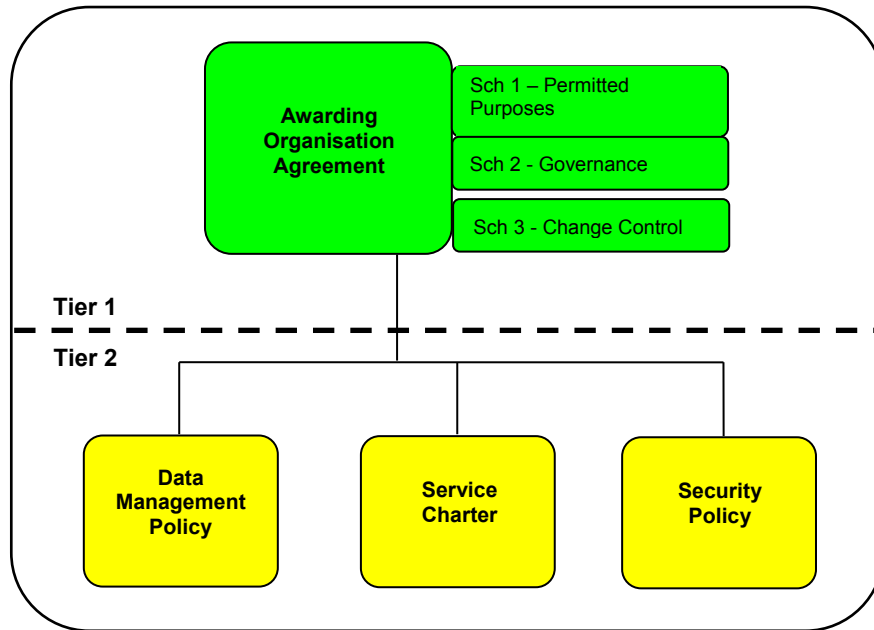 Awarding
Organisation
Agreement
Sch 1 – Permitted
Purposes
Sch 2 - Governance
Sch 3 - Change Control
Tier 1
Tier 2
Data
Management
Policy
Service
Charter
Security
Policy